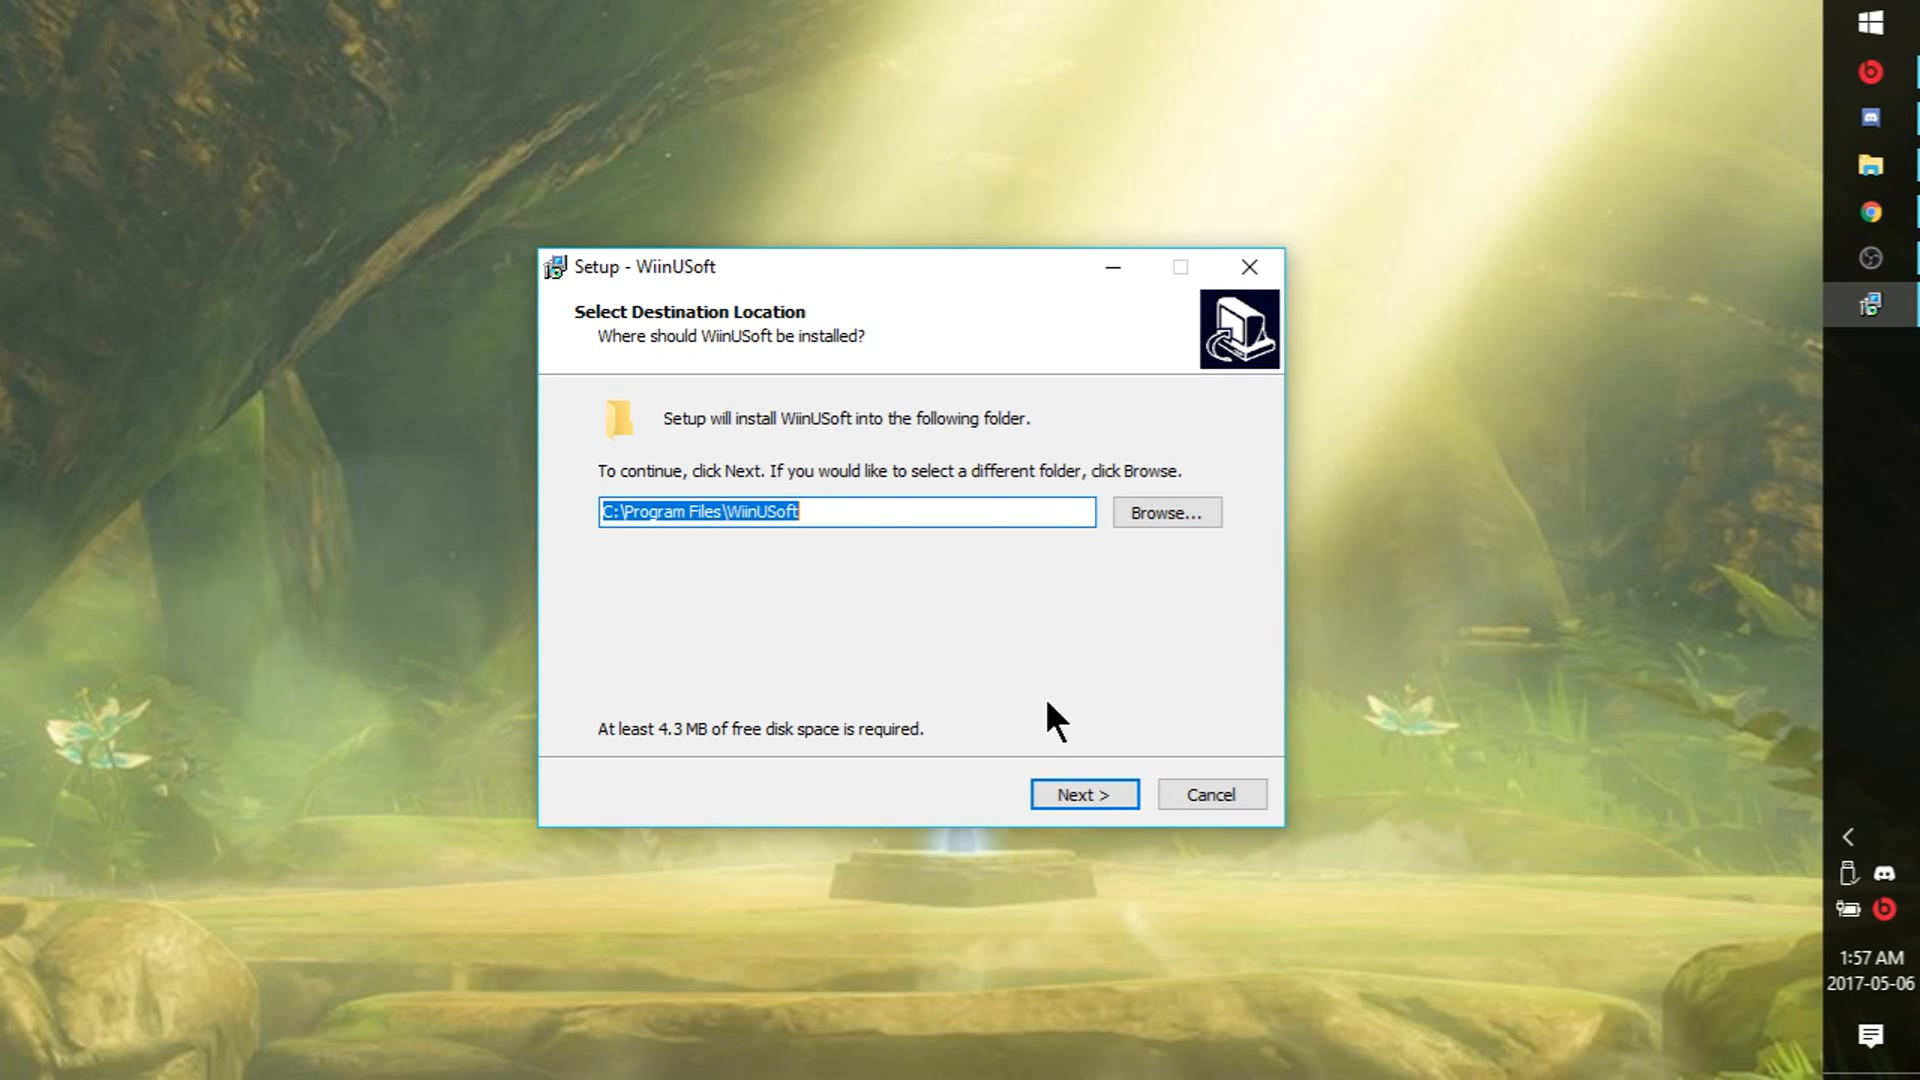 Setup - WiinUSoft
Select Destination Location
Where should WiinUSoft be installed?
Setup will install WiinUSoft into the following folder.
To continue, click Next. If you would like to select a different folder, click Browse.
C:\Program Files\WiinUSoft
Browse...
At least 4.3 MB of free disk space is required.
Next >
Cancel
1:57 AM
2017-05-06